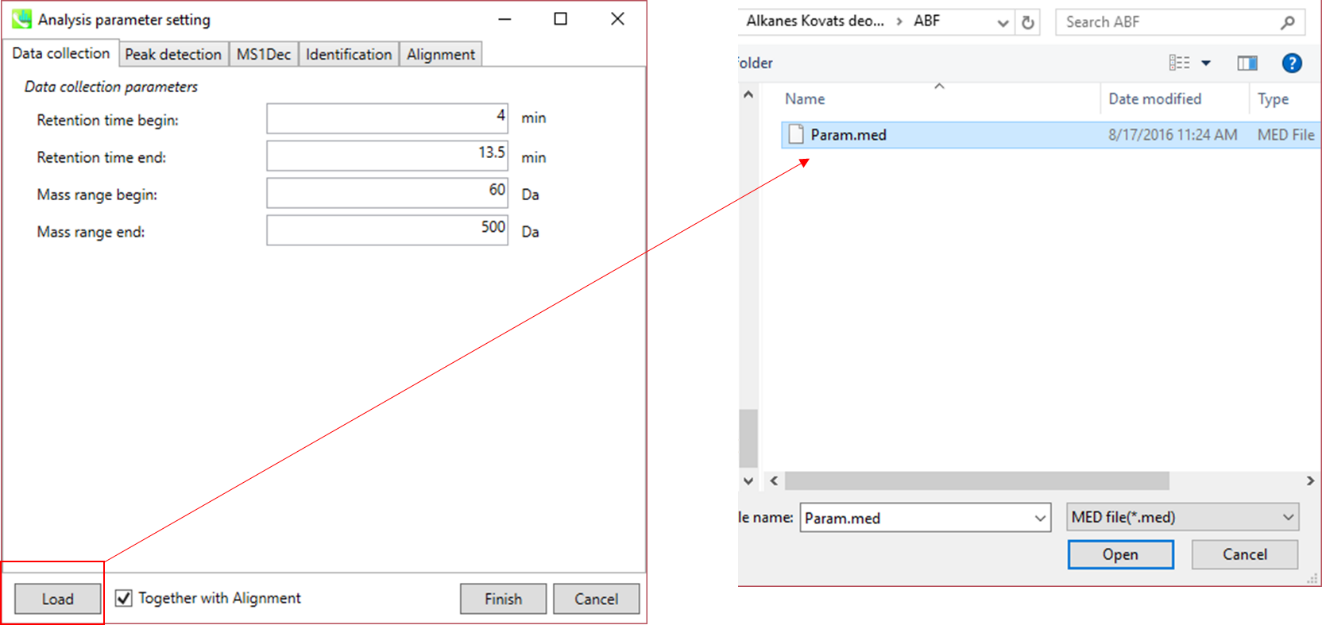 Analysis parameter setting
Data collection Peak detection MS1Dec Identification Alignment
Data collection parameters
Retention time begin: 4 min
Retention time end: 13.5 min
Mass range begin: 60 Da
Mass range end: 500 Da
Load Together with Alignment Finish Cancel
Alkanes Kovats deo... › ABF Search ABF
older
Name Date modified Type
Param.med 8/17/2016 11:24 AM MED File
le name: Param.med MED file(*.med)
Open Cancel